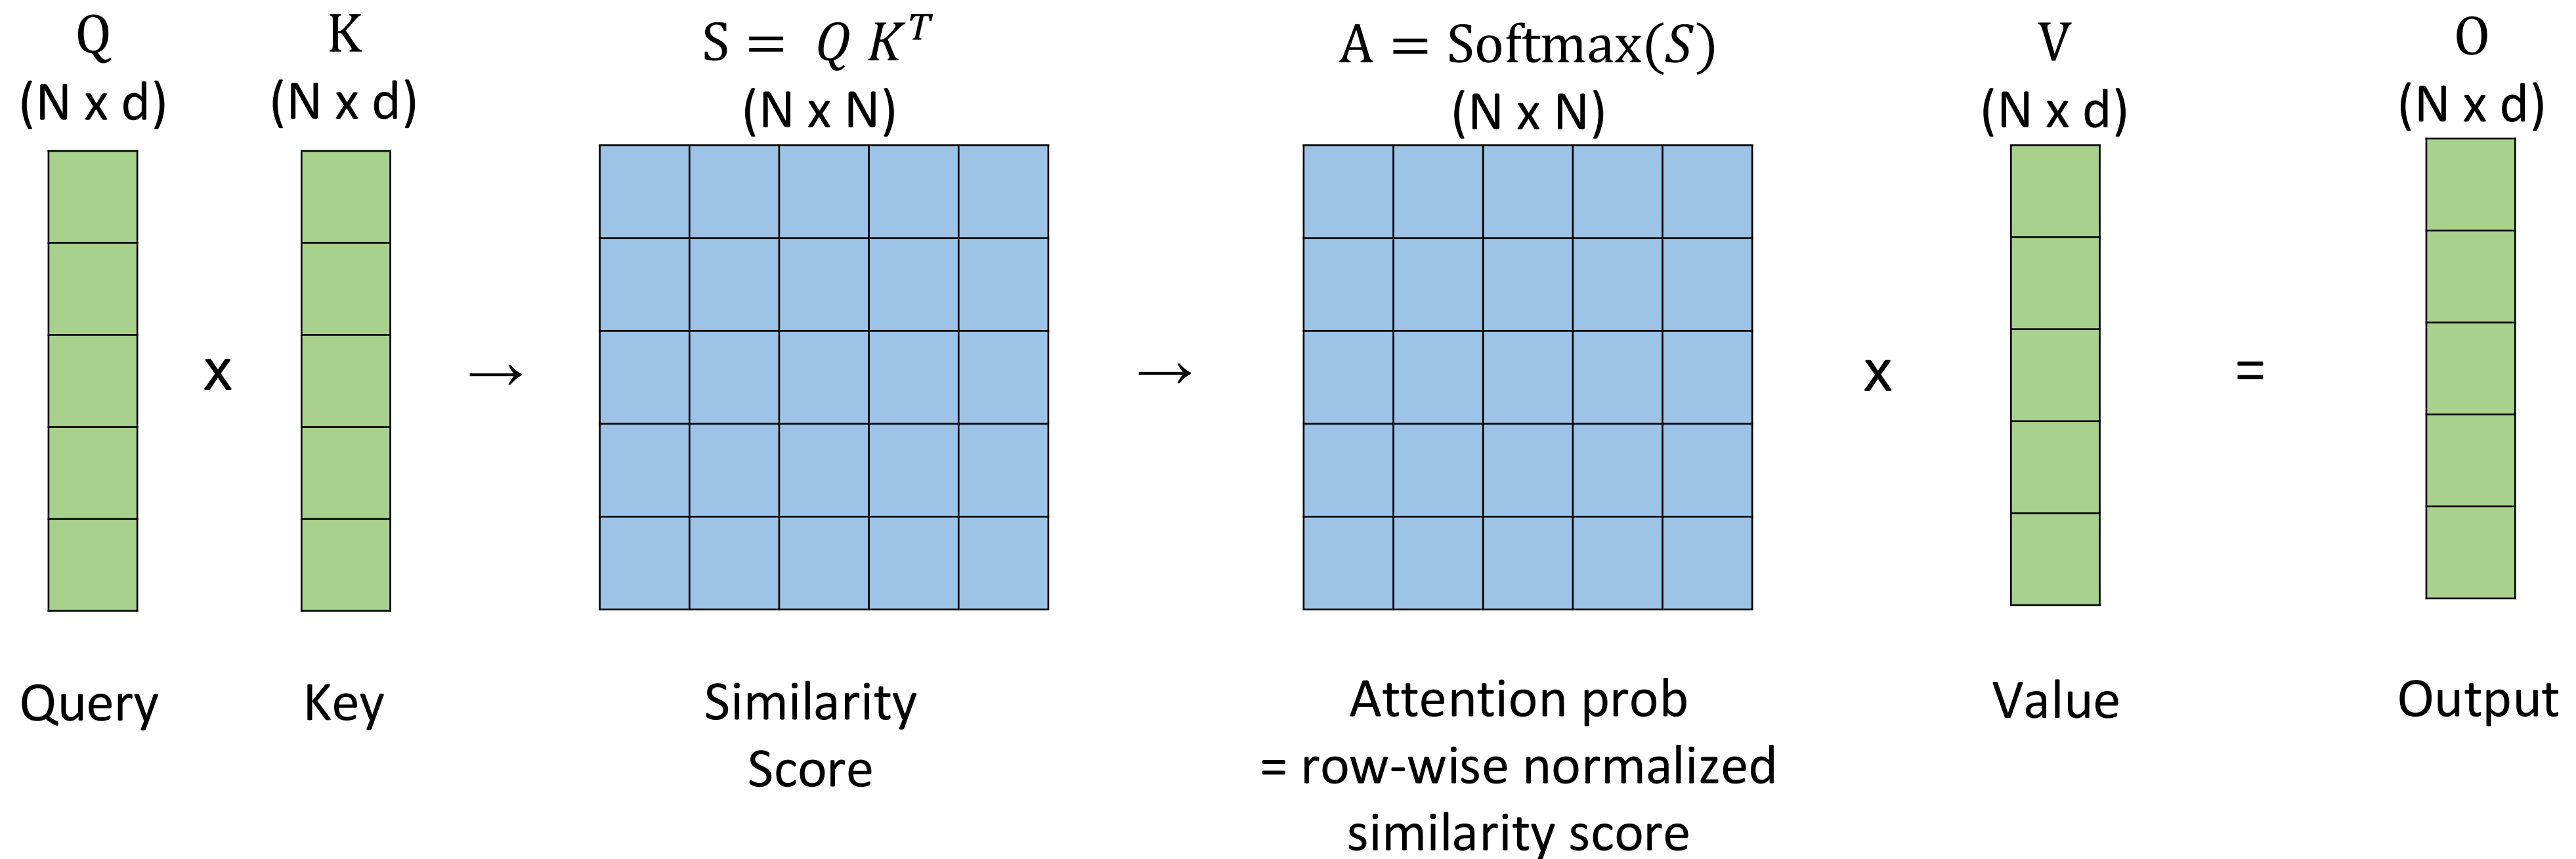 Q
(N x d)
K
(N x d)
S = Q K^T
(N x N)
A = Softmax(S)
(N x N)
V
(N x d)
O
(N x d)
x
→
→
x
=
Query
Key
Similarity
Score
Attention prob
= row-wise normalized
similarity score
Value
Output